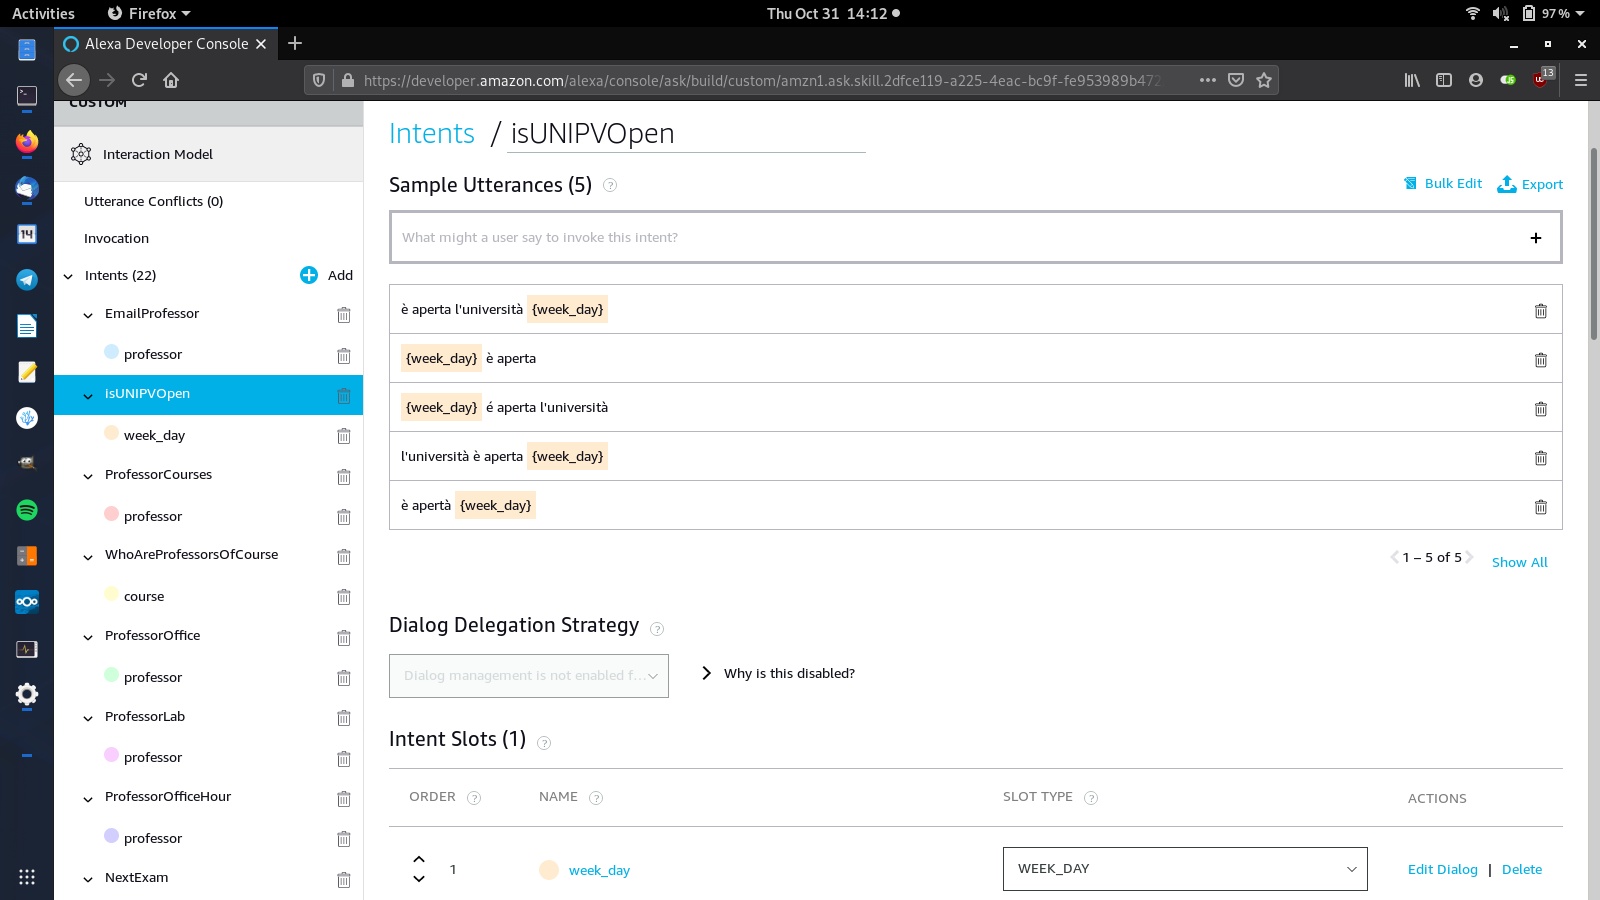 Activities
Firefox
Thu Oct 31 14:12
97%
Alexa Developer Console
https://developer.amazon.com/alexa/console/ask/build/custom/amzn1.ask.skill.2dfce119-a225-4eac-bc9f-fe953989b472
13
14
CUSTOM
Interaction Model
Utterance Conflicts (0)
Invocation
Intents (22)
Add
EmailProfessor
professor
isUNIPVOpen
week_day
ProfessorCourses
professor
WhoAreProfessorsOfCourse
course
ProfessorOffice
professor
ProfessorLab
professor
ProfessorOfficeHour
professor
NextExam
Intents / isUNIPVOpen
Sample Utterances (5) ?
Bulk Edit
Export
What might a user say to invoke this intent?
è aperta l'università {week_day}
{week_day} è aperta
{week_day} é aperta l'università
l'università è aperta {week_day}
è apertà {week_day}
1 – 5 of 5
Show All
Dialog Delegation Strategy ?
Dialog management is not enabled f...
Why is this disabled?
Intent Slots (1) ?
ORDER ?
NAME ?
SLOT TYPE ?
ACTIONS
1
week_day
WEEK_DAY
Edit Dialog | Delete